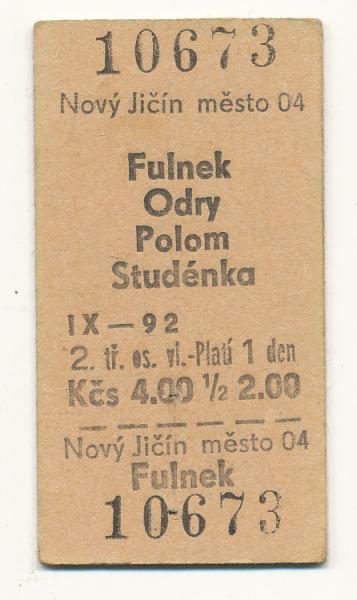 10673
Nový Jičín město 04
Fulnek
Odry
Polom
Studénka
IX-92
2. tř. os. vl.-Platí 1 den
Kčs 4.00 ½ 2.00
Nový Jičín město 04
Fulnek
10673